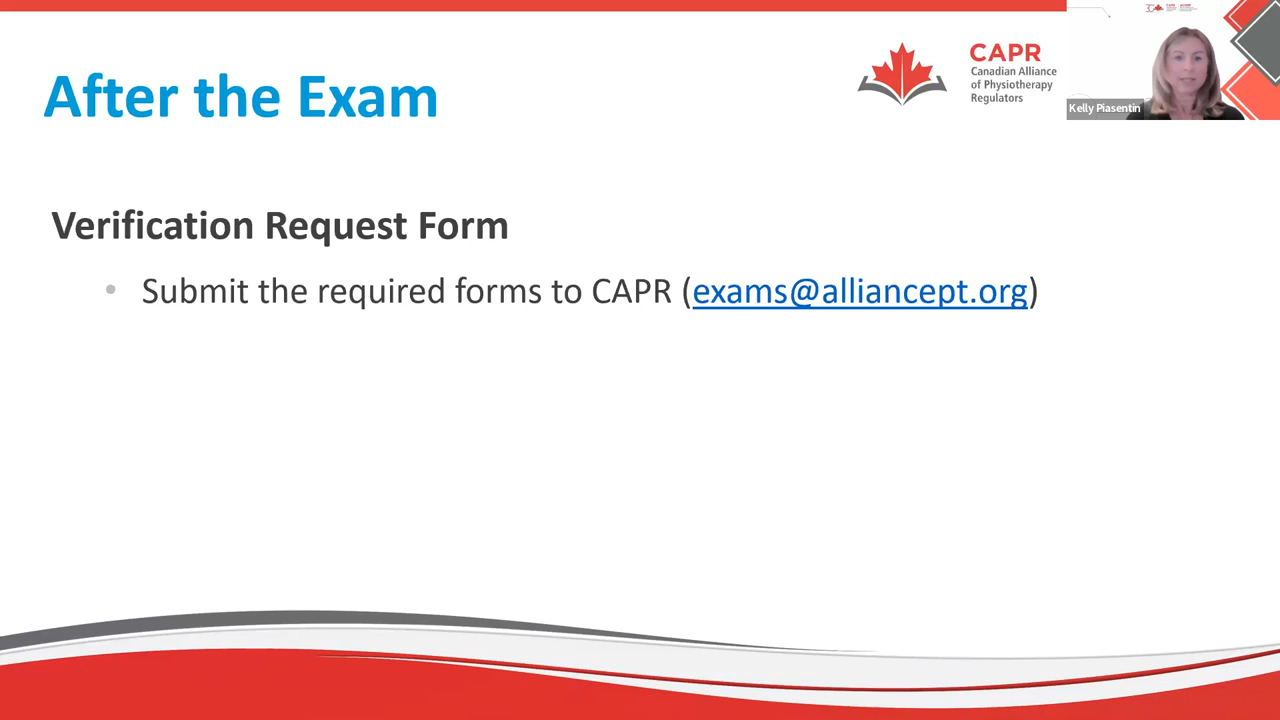 After the Exam
CAPR
Canadian Alliance
of Physiotherapy
Regulators
Kelly Piasentin
Verification Request Form
• Submit the required forms to CAPR (exams@alliancept.org)